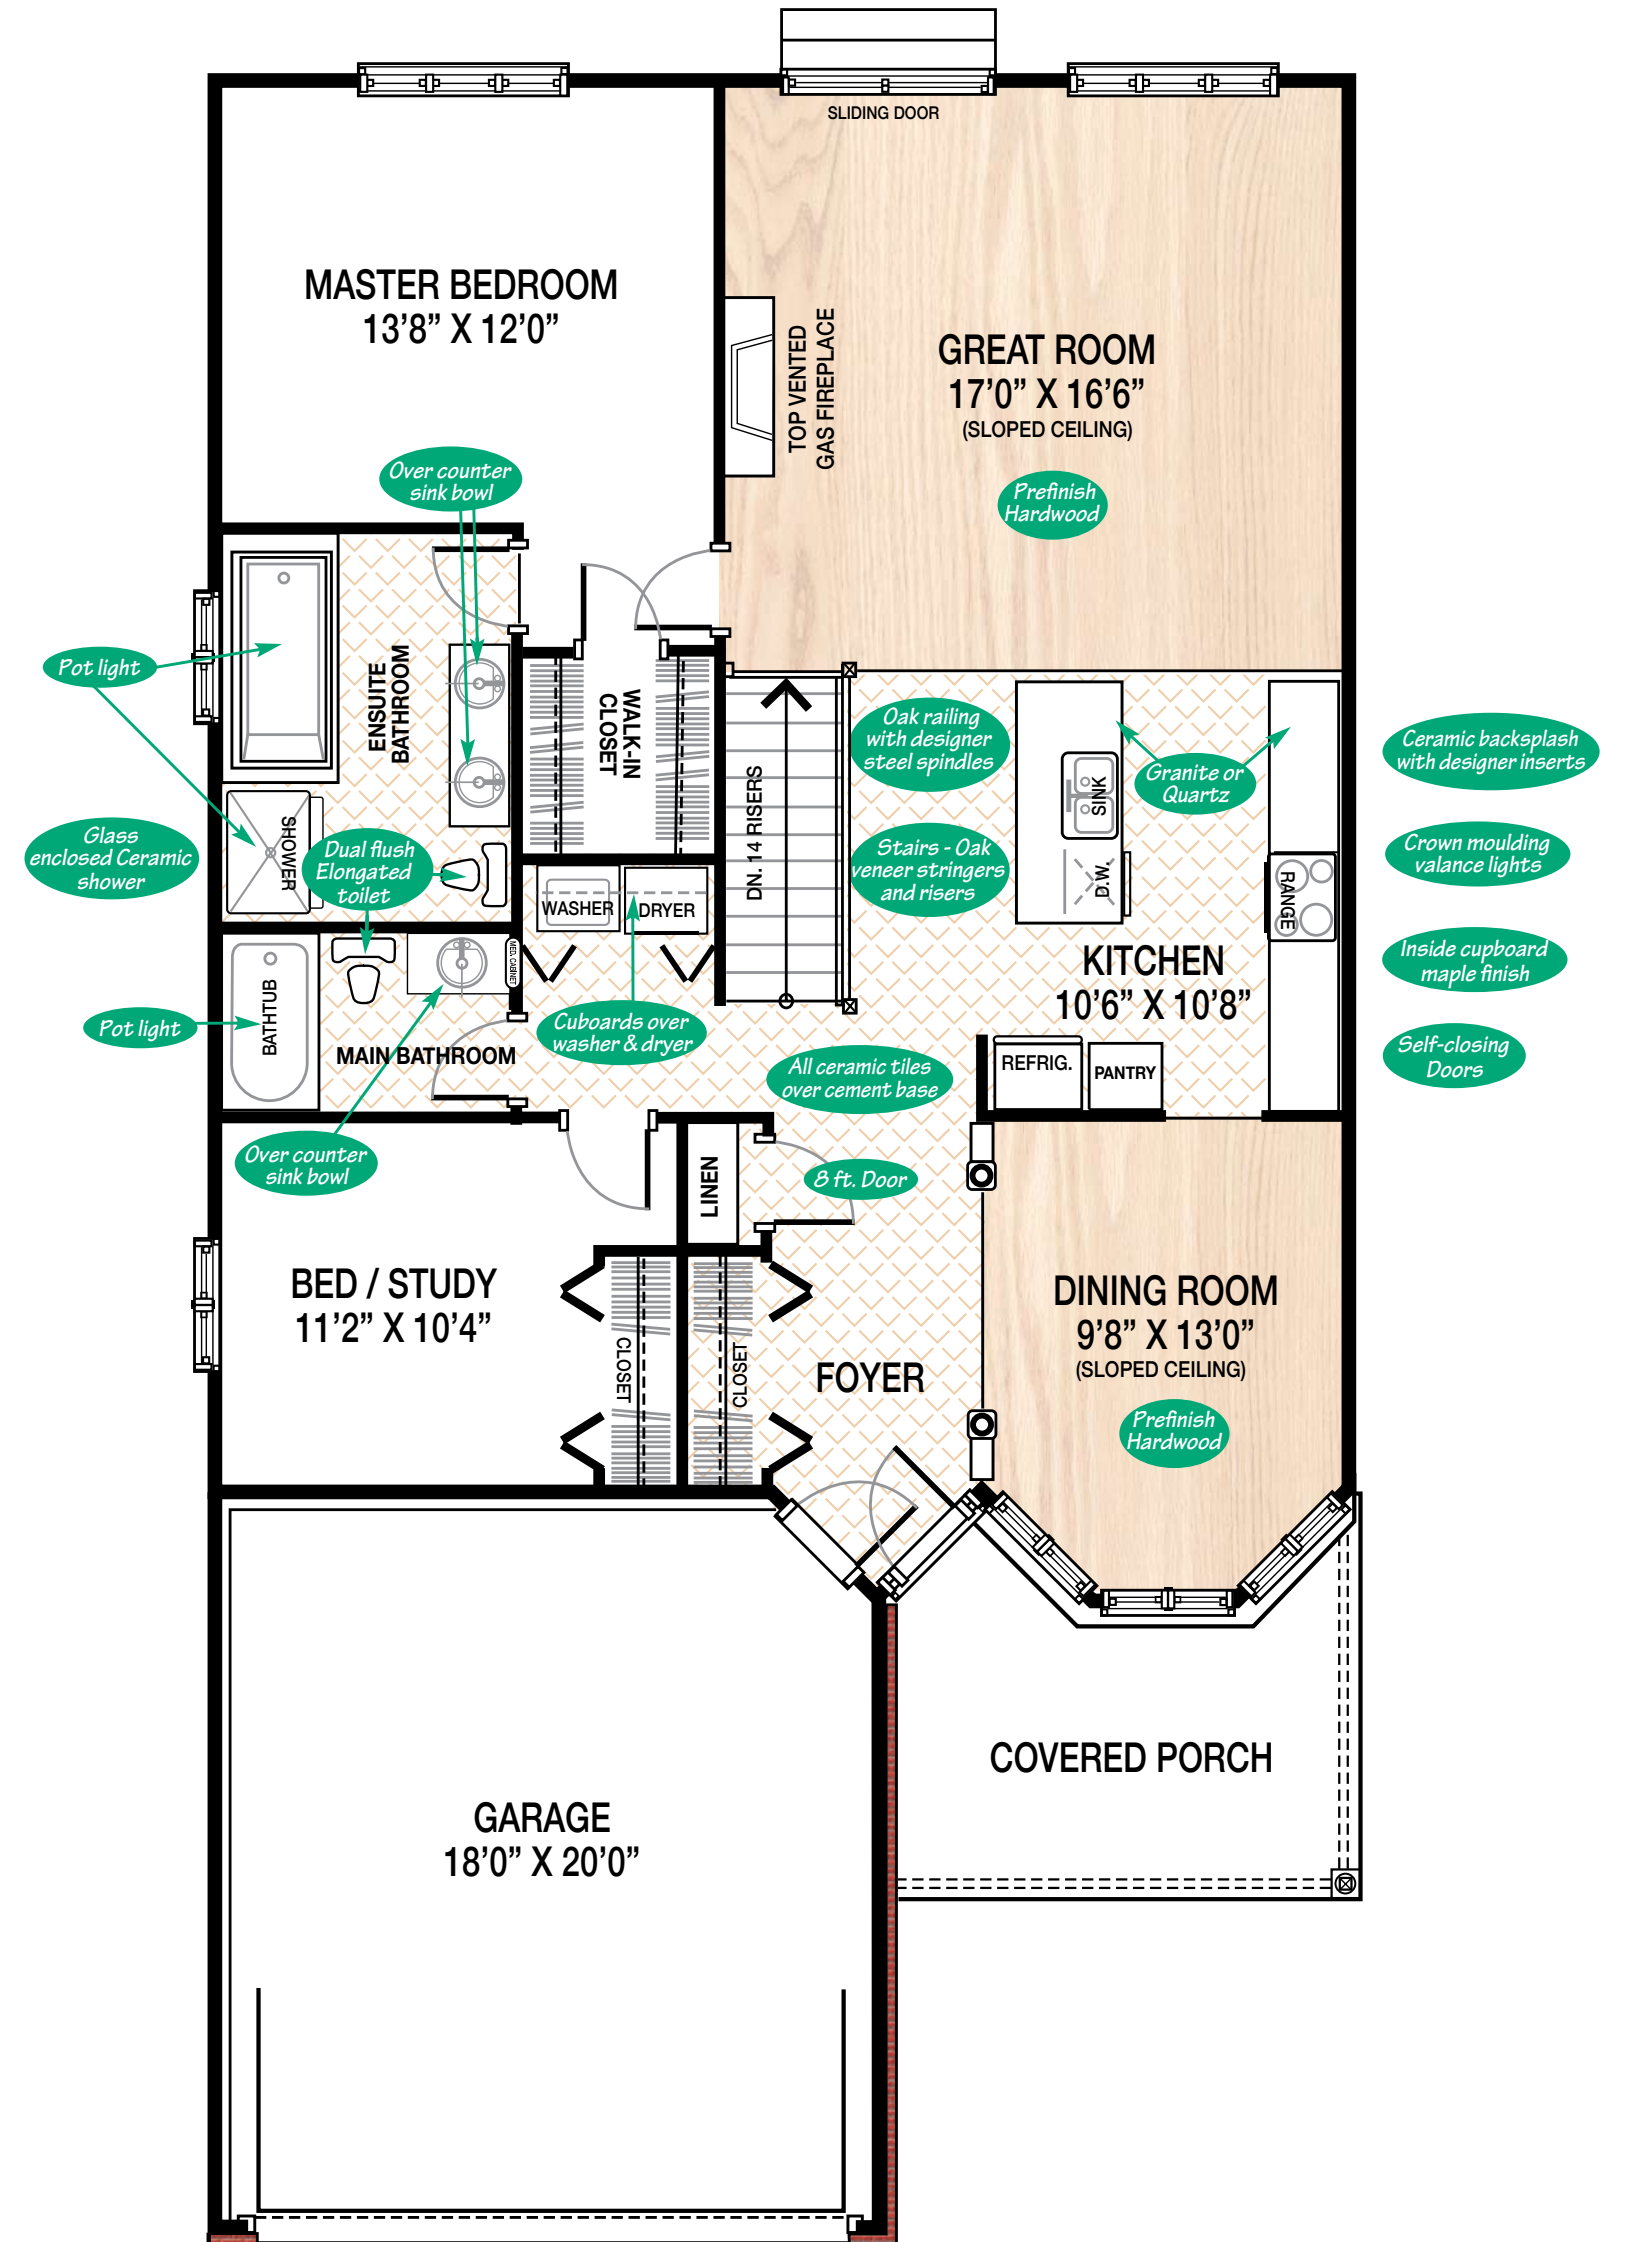 SLIDING DOOR
MASTER BEDROOM
13’8” X 12’0”
GREAT ROOM
17’0” X 16’6”
(SLOPED CEILING)
TOP VENTED
GAS FIREPLACE
Prefinish
Hardwood
Over counter
sink bowl
Pot light
ENSUITE
BATHROOM
WALK-IN
CLOSET
Glass
enclosed Ceramic
shower
SHOWER
Dual flush
Elongated
toilet
WASHER
DRYER
DN. 14 RISERS
Oak railing
with designer
steel spindles
Stairs - Oak
veneer stringers
and risers
Granite or
Quartz
SINK
D.W.
RANGE
Ceramic backsplash
with designer inserts
Crown moulding
valance lights
Inside cupboard
maple finish
Self-closing
Doors
KITCHEN
10’6” X 10’8”
REFRIG.
PANTRY
MED. CABINET
Pot light
BATHTUB
MAIN BATHROOM
Cuboards over
washer & dryer
All ceramic tiles
over cement base
Over counter
sink bowl
LINEN
8 ft. Door
BED / STUDY
11’2” X 10’4”
CLOSET
CLOSET
FOYER
DINING ROOM
9’8” X 13’0”
(SLOPED CEILING)
Prefinish
Hardwood
COVERED PORCH
GARAGE
18’0” X 20’0”